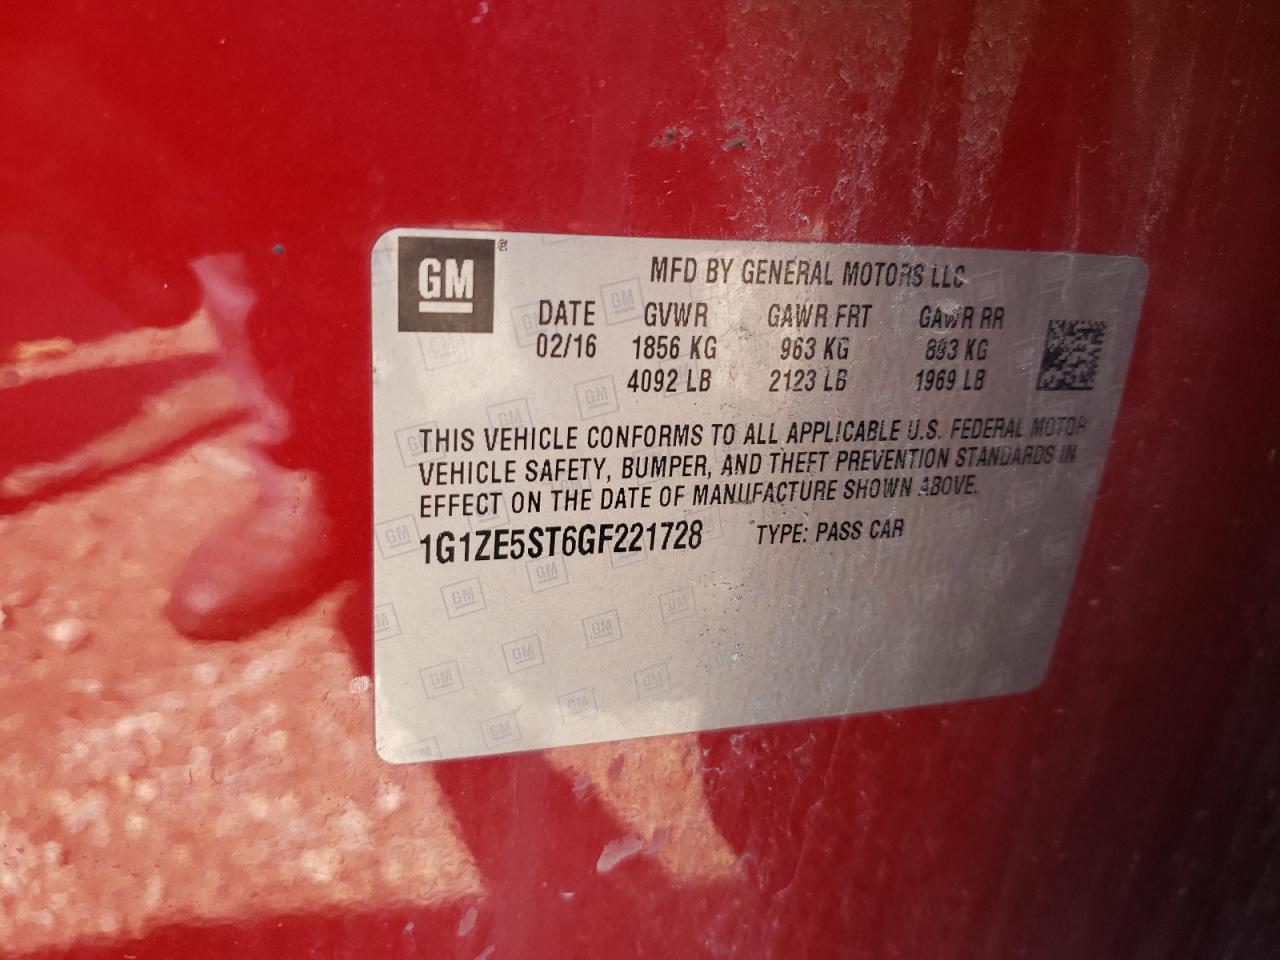 GM ®
MFD BY GENERAL MOTORS LLC
DATE GVWR GAWR FRT GAWR RR
02/16 1856 KG 963 KG 893 KG
4092 LB 2123 LB 1969 LB
THIS VEHICLE CONFORMS TO ALL APPLICABLE U.S. FEDERAL MOTOR
VEHICLE SAFETY, BUMPER, AND THEFT PREVENTION STANDARDS IN
EFFECT ON THE DATE OF MANUFACTURE SHOWN ABOVE.
1G1ZE5ST6GF221728 TYPE: PASS CAR